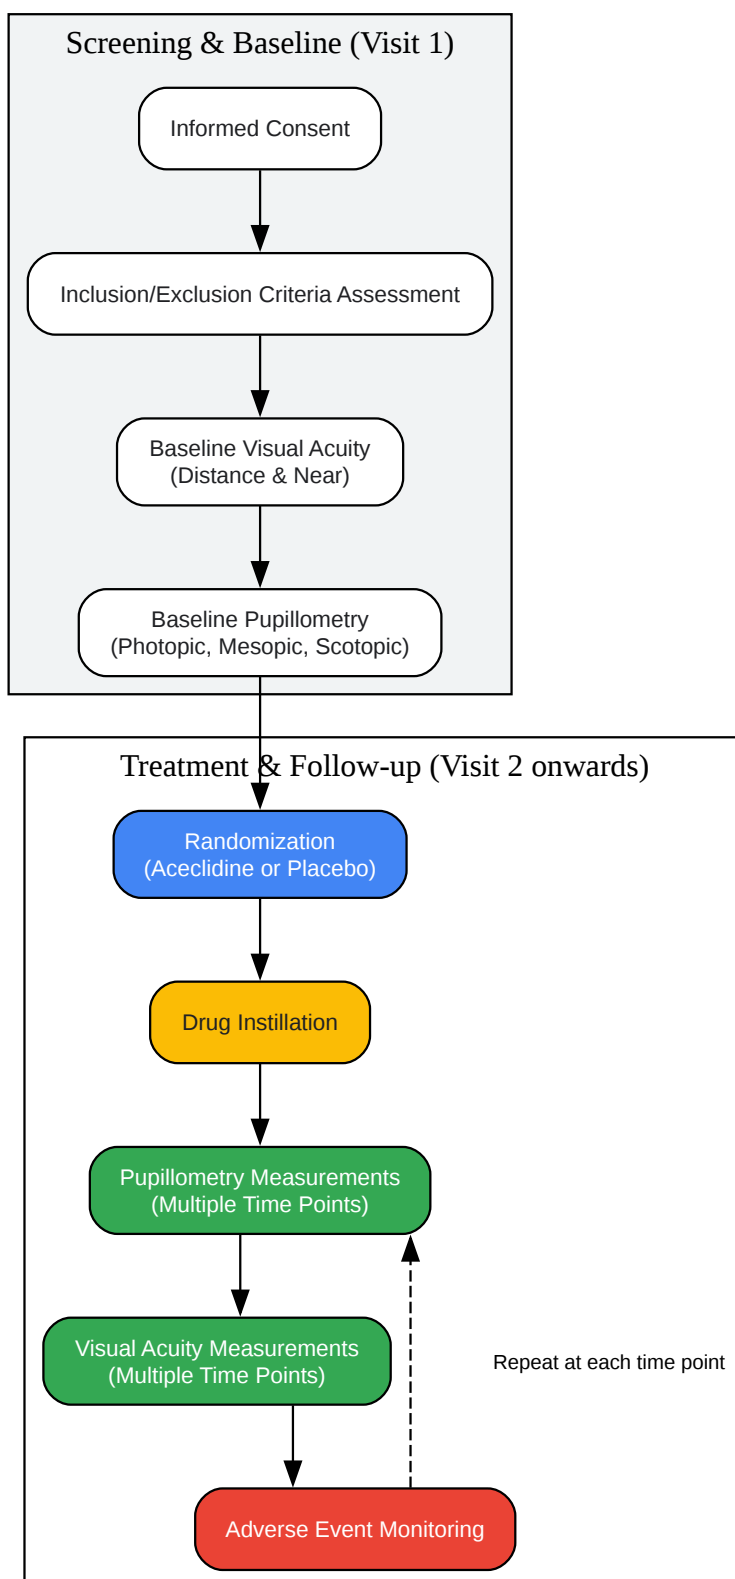 Screening & Baseline (Visit 1)
Informed Consent
Inclusion/Exclusion Criteria Assessment
Baseline Visual Acuity
(Distance & Near)
Baseline Pupillometry
(Photopic, Mesopic, Scotopic)
Treatment & Follow-up (Visit 2 onwards)
Randomization
(Aceclidine or Placebo)
Drug Instillation
Pupillometry Measurements
(Multiple Time Points)
Visual Acuity Measurements
(Multiple Time Points)
Repeat at each time point
Adverse Event Monitoring